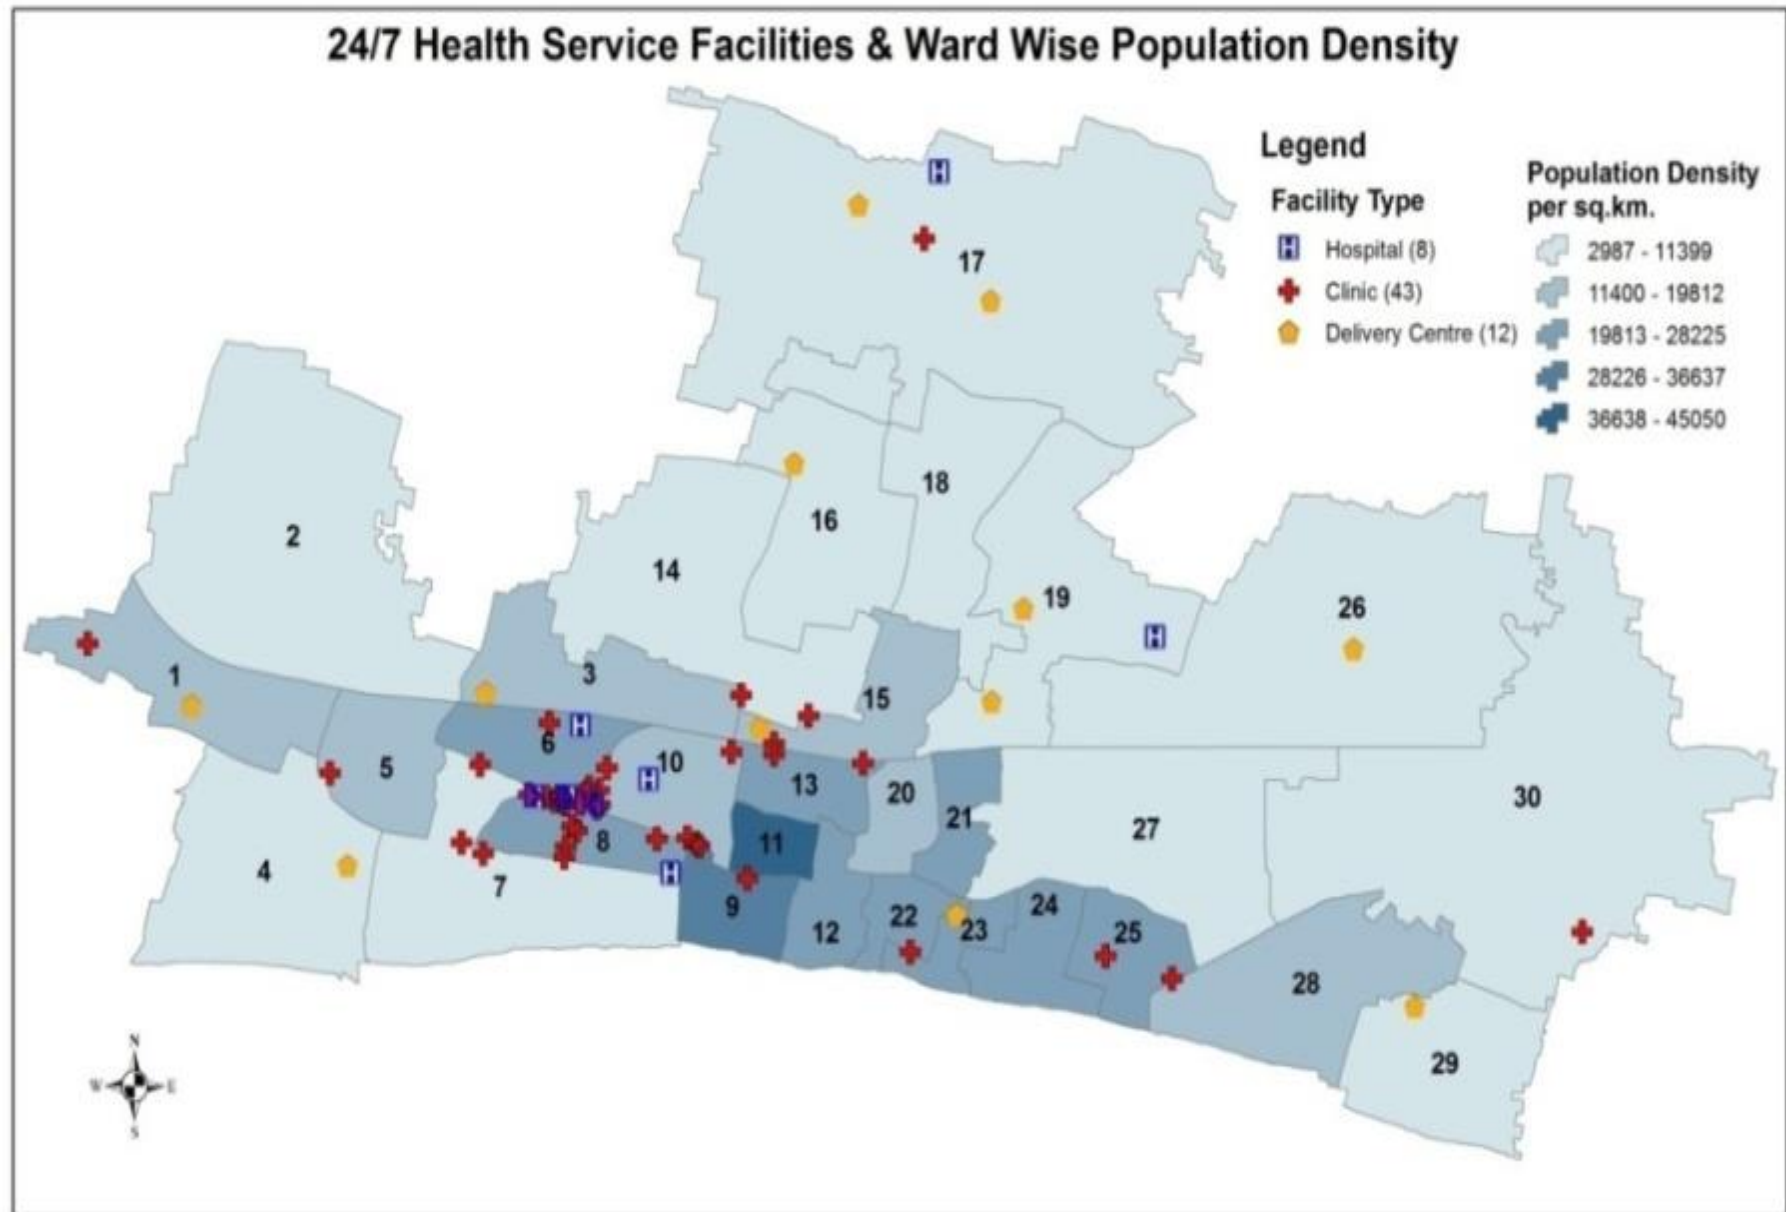 24/7 Health Service Facilities & Ward Wise Population Density
Legend
Facility Type
Hospital (8)
Clinic (43)
Delivery Centre (12)
Population Density
per sq.km.
2987 - 11399
11400 - 19812
19813 - 28225
28226 - 36637
36638 - 45050
17
18
2
16
14
19
26
1
3
15
6
5
10
13
20
21
30
27
8
11
4
7
9
12
22
23
24
25
28
29
N
W E
S